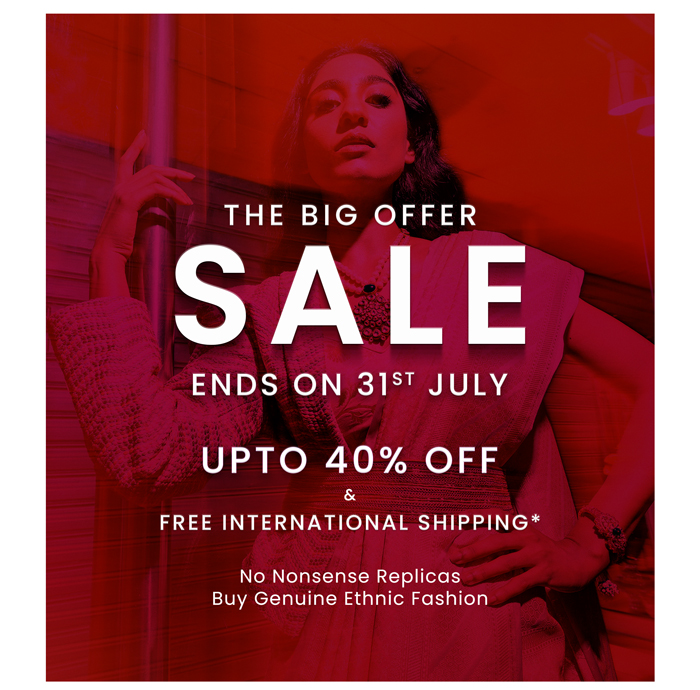 THE BIG OFFER
SALE
ENDS ON 31ST JULY
UPTO 40% OFF
&
FREE INTERNATIONAL SHIPPING*
No Nonsense Replicas
Buy Genuine Ethnic Fashion